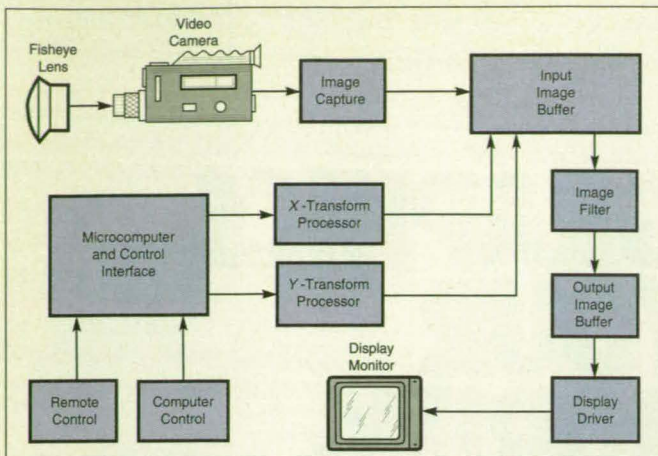 Fisheye
Lens
Video
Camera
Image
Capture
Input
Image
Buffer
X-Transform
Processor
Image
Filter
Microcomputer
and Control
Interface
Y-Transform
Processor
Output
Image
Buffer
Display
Monitor
Remote
Control
Computer
Control
Display
Driver